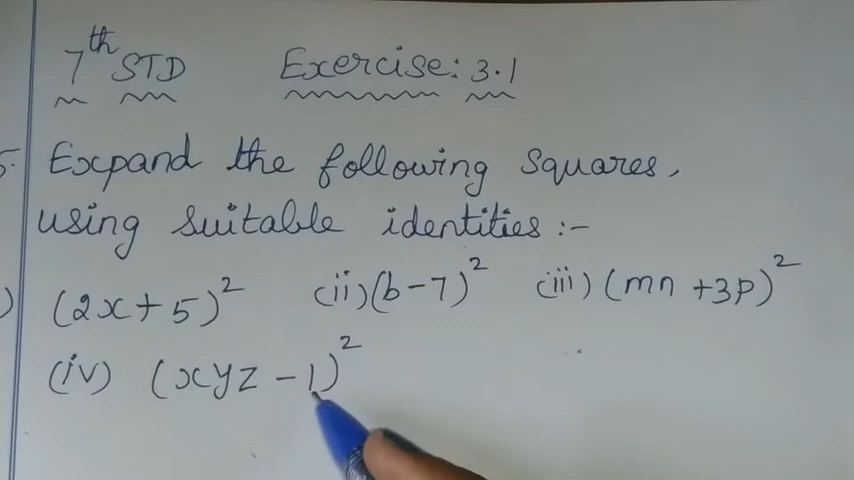 7th STD Exercise: 3.1
5. Expand the following squares,
using suitable identities :-
) (2x + 5)² (ii) (b - 7)² (iii) (mn + 3p)²
(iv) (xyz - 1)²